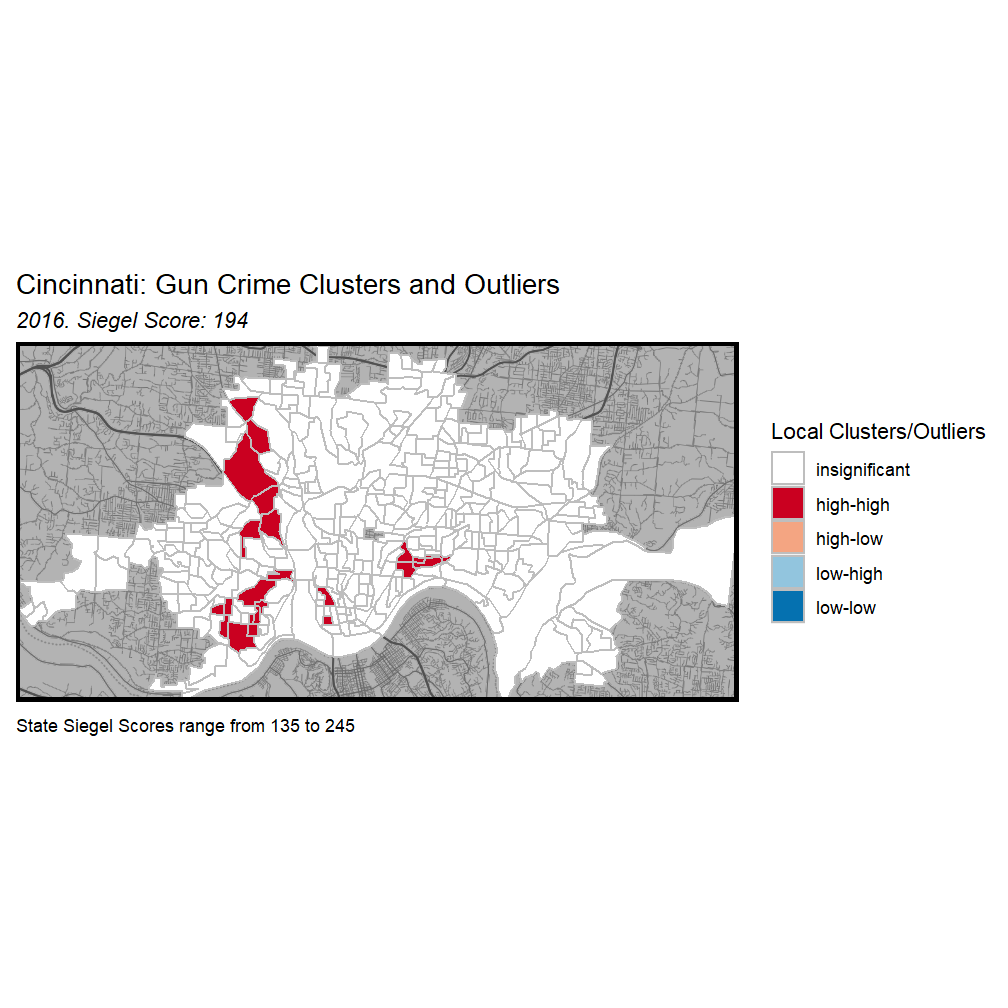 Cincinnati: Gun Crime Clusters and Outliers
2016. Siegel Score: 194
Local Clusters/Outliers
insignificant
high-high
high-low
low-high
low-low
State Siegel Scores range from 135 to 245